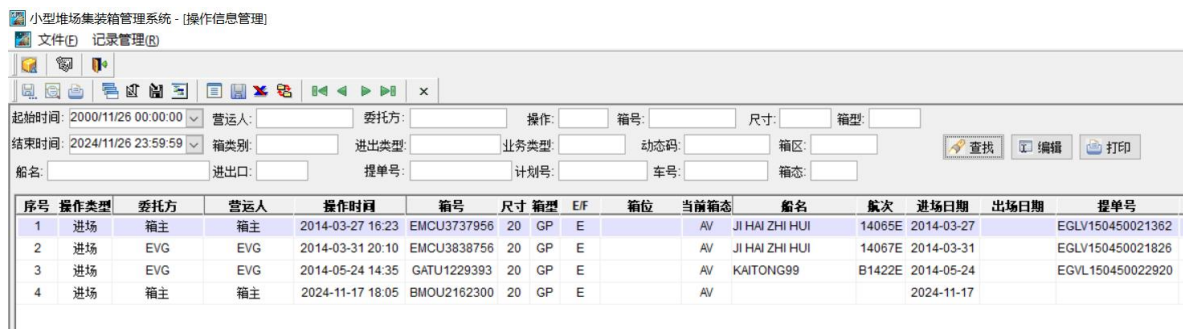 小型堆场集装箱管理系统 - [操作信息管理]
文件(F) 记录管理(R)
起始时间: 2000/11/26 00:00:00 营运人: 委托方: 操作: 箱号: 尺寸: 箱型:
结束时间: 2024/11/26 23:59:59 箱类别: 进出类型: 业务类型: 动态码: 箱区: 查找 编辑 打印
船名: 进出口: 提单号: 计划号: 车号: 箱态:
序号 操作类型 委托方 营运人 操作时间 箱号 尺寸 箱型 E/F 箱位 当前箱态 船名 航次 进场日期 出场日期 提单号
1 进场 箱主 箱主 2014-03-27 16:23 EMCU3737956 20 GP E AV JI HAI ZHI HUI 14065E 2014-03-27 EGLV150450021362
2 进场 EVG EVG 2014-03-31 20:10 EMCU3838756 20 GP E AV JI HAI ZHI HUI 14067E 2014-03-31 EGLV150450021826
3 进场 EVG EVG 2014-05-24 14:35 GATU1229393 20 GP E AV KAITONG99 B1422E 2014-05-24 EGVL150450022920
4 进场 箱主 箱主 2024-11-17 18:05 BMOU2162300 20 GP E AV 2024-11-17